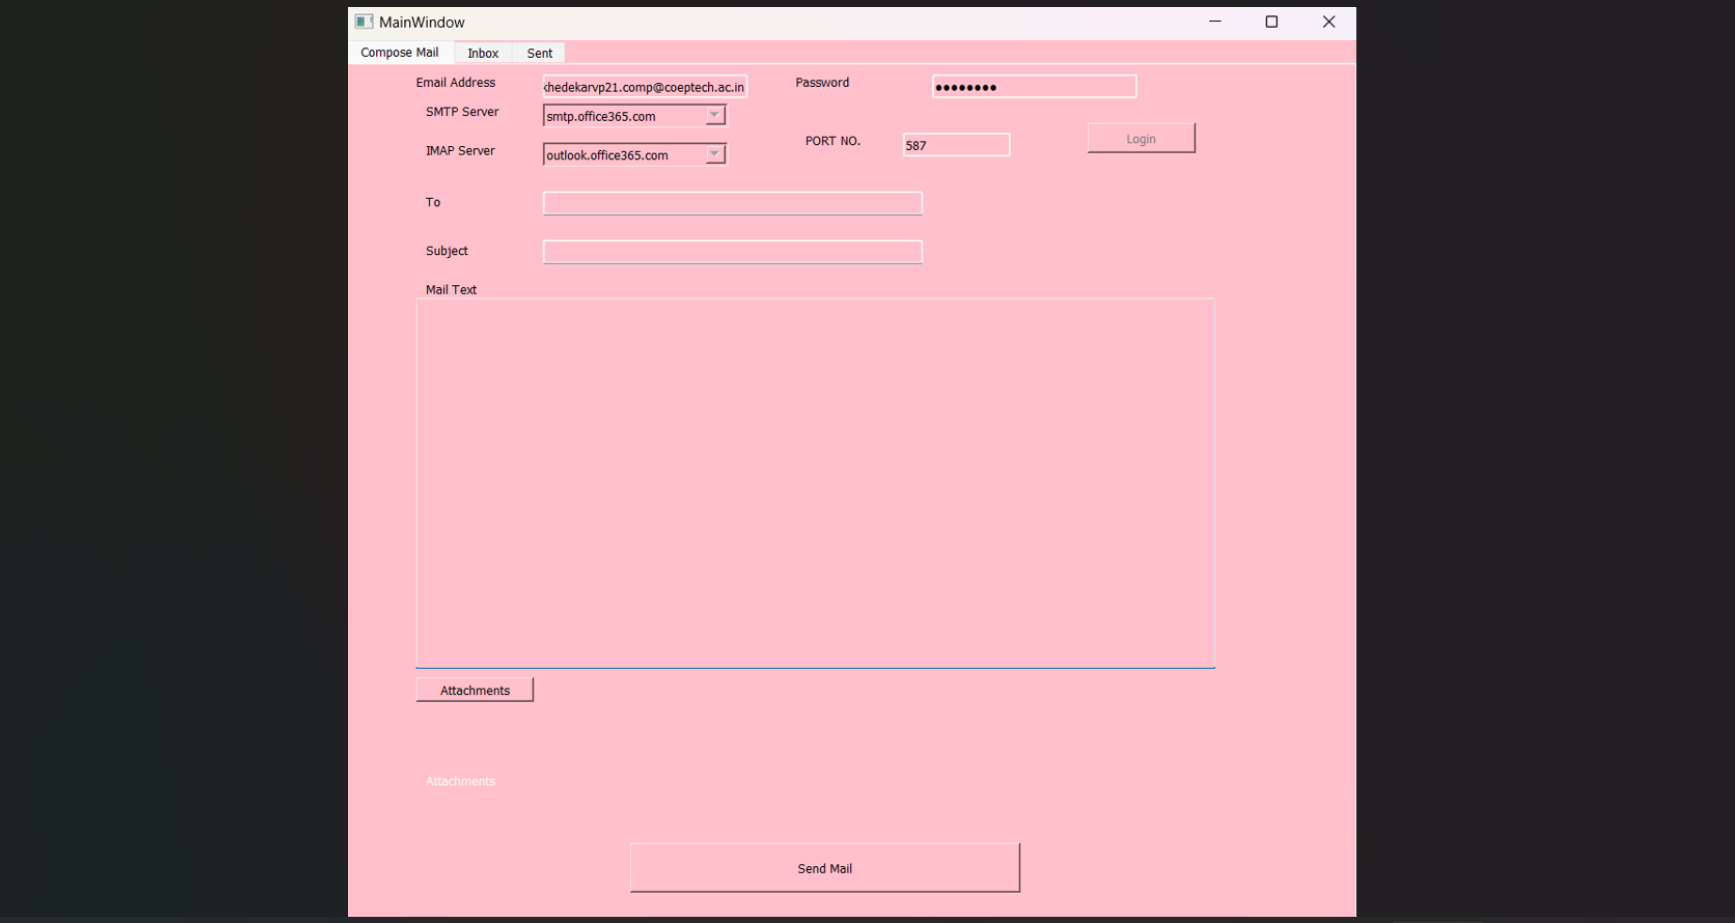 MainWindow
Compose Mail Inbox Sent
Email Address hedekarvp21.comp@coeptech.ac.in Password ●●●●●●●●
SMTP Server smtp.office365.com
PORT NO. 587 Login
IMAP Server outlook.office365.com
To
Subject
Mail Text
Attachments
Attachments
Send Mail